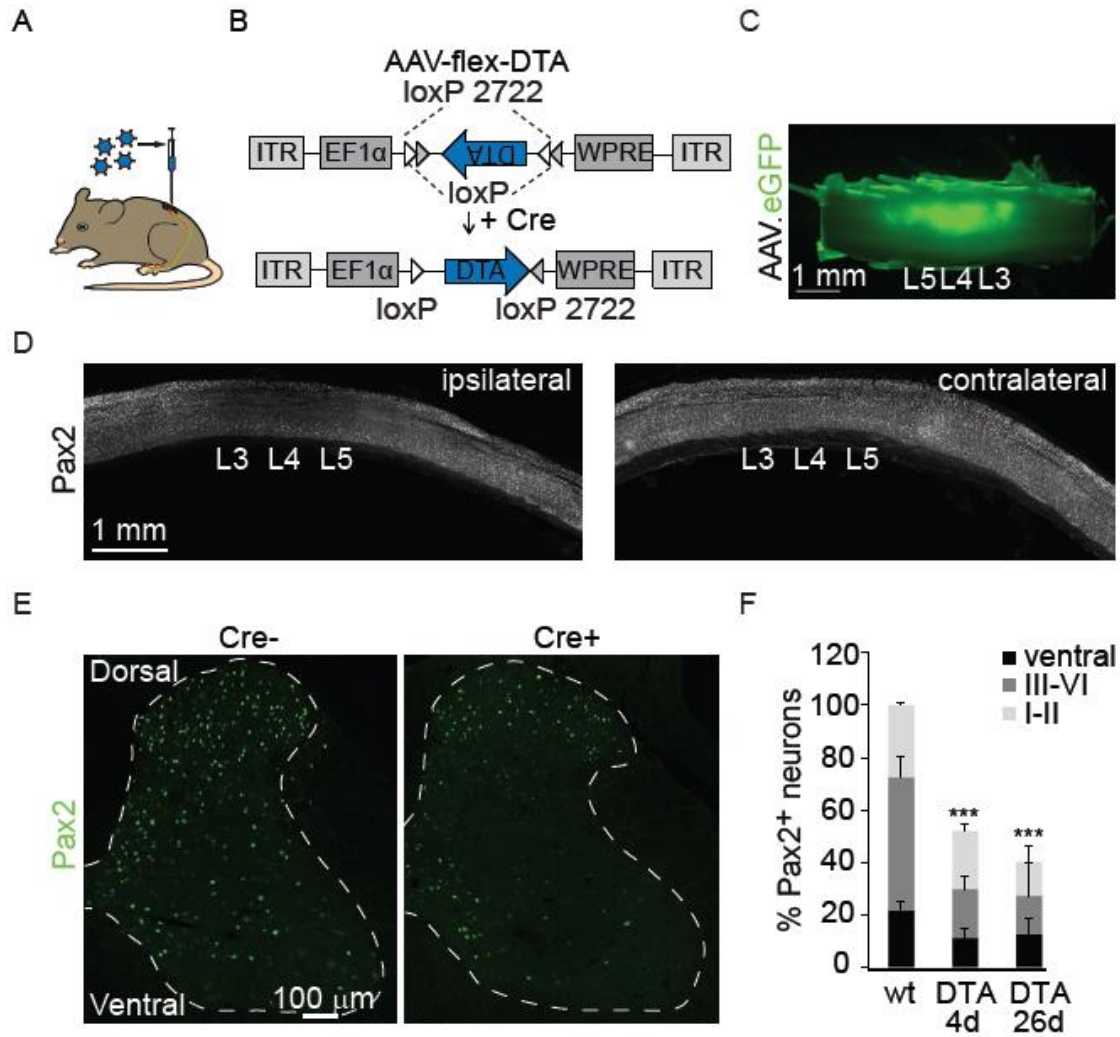 A
B
AAV-flex-DTA
loxP 2722
ITR EF1α DTA WPRE ITR
loxP
+ Cre
ITR EF1α DTA WPRE ITR
loxP loxP 2722
C
AAV.eGFP
1 mm
L5 L4 L3
D
Pax2
ipsilateral
L3 L4 L5
1 mm
contralateral
L3 L4 L5
E
Cre- Cre+
Pax2
Dorsal
Ventral
100 µm
F
% Pax2+ neurons
120
100
80
60
40
20
0
ventral
III-VI
I-II
***
***
wt DTA DTA
4d 26d